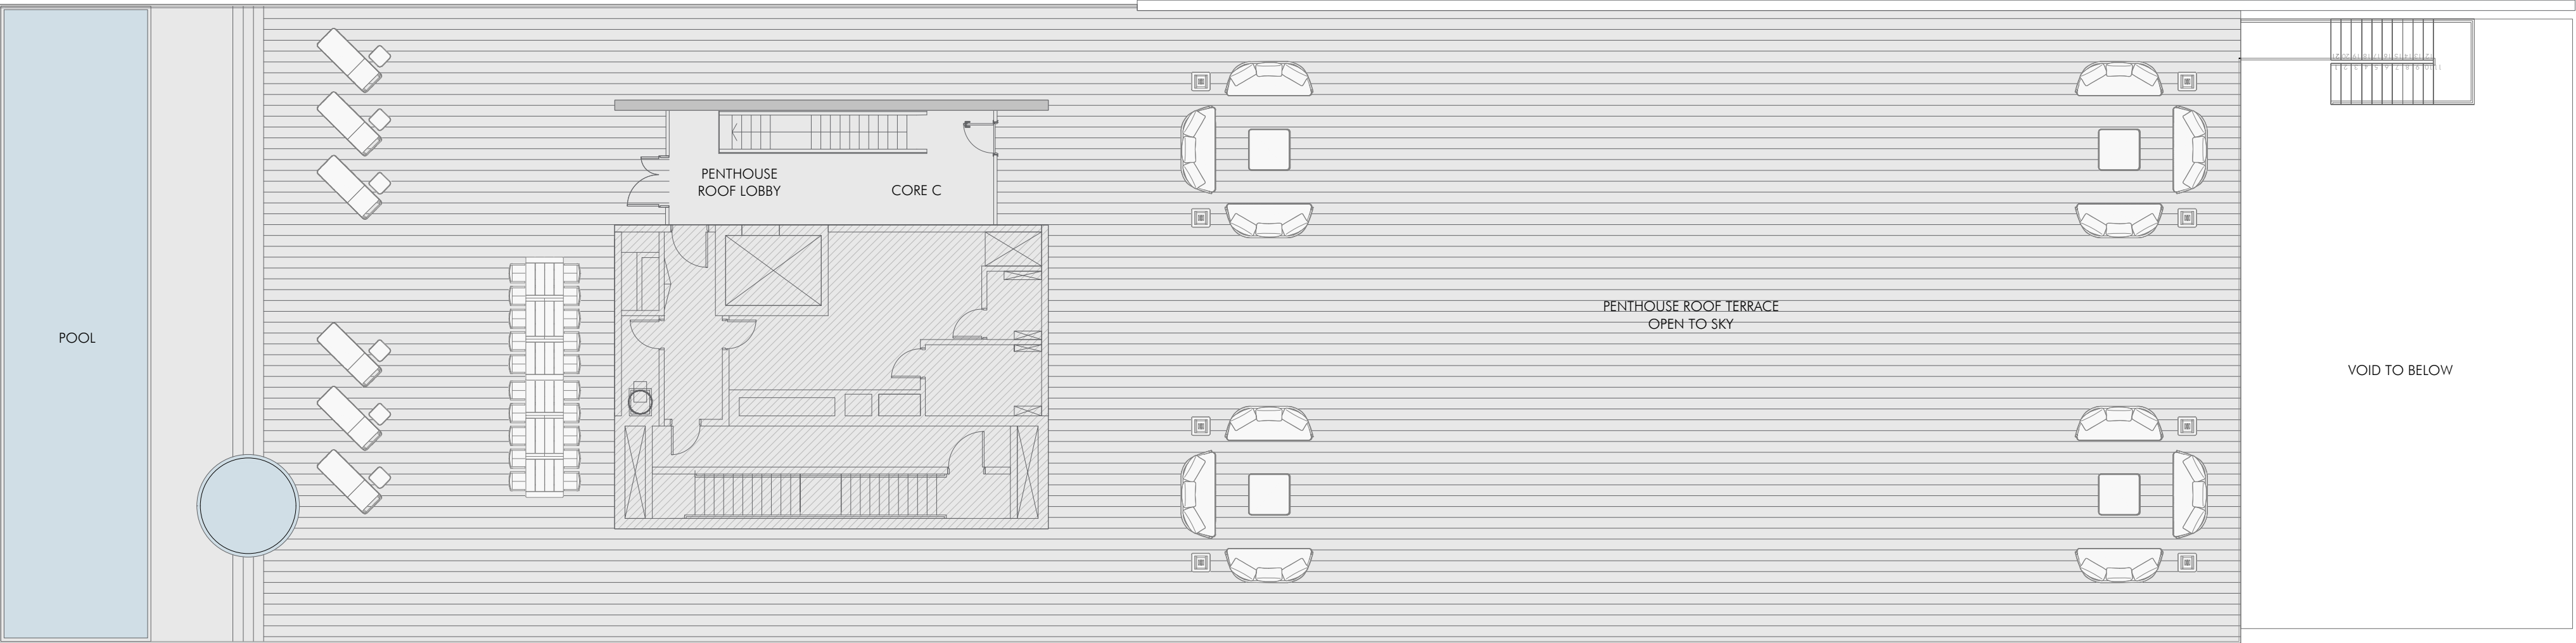 PENTHOUSE
ROOF LOBBY
CORE C
PENTHOUSE ROOF TERRACE
OPEN TO SKY
POOL
VOID TO BELOW